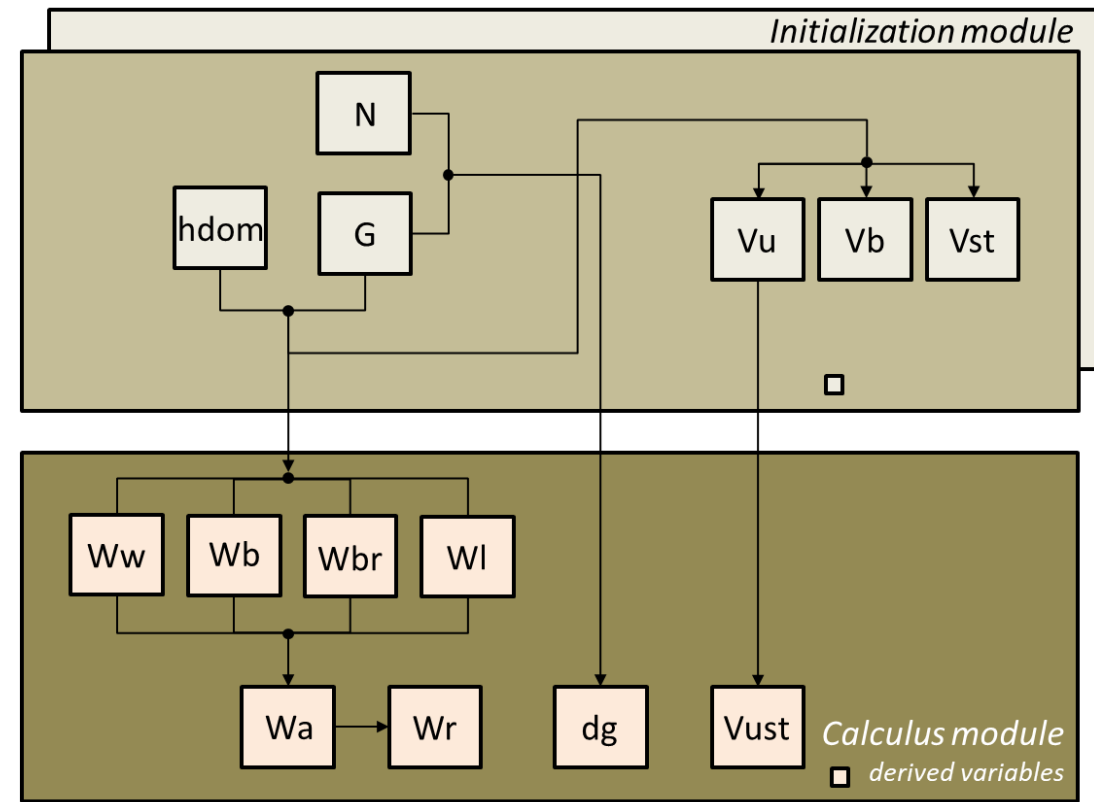 Initialization module
N
hdom
G
Vu
Vb
Vst
Ww
Wb
Wbr
Wl
Wa
Wr
dg
Vust
Calculus module
derived variables